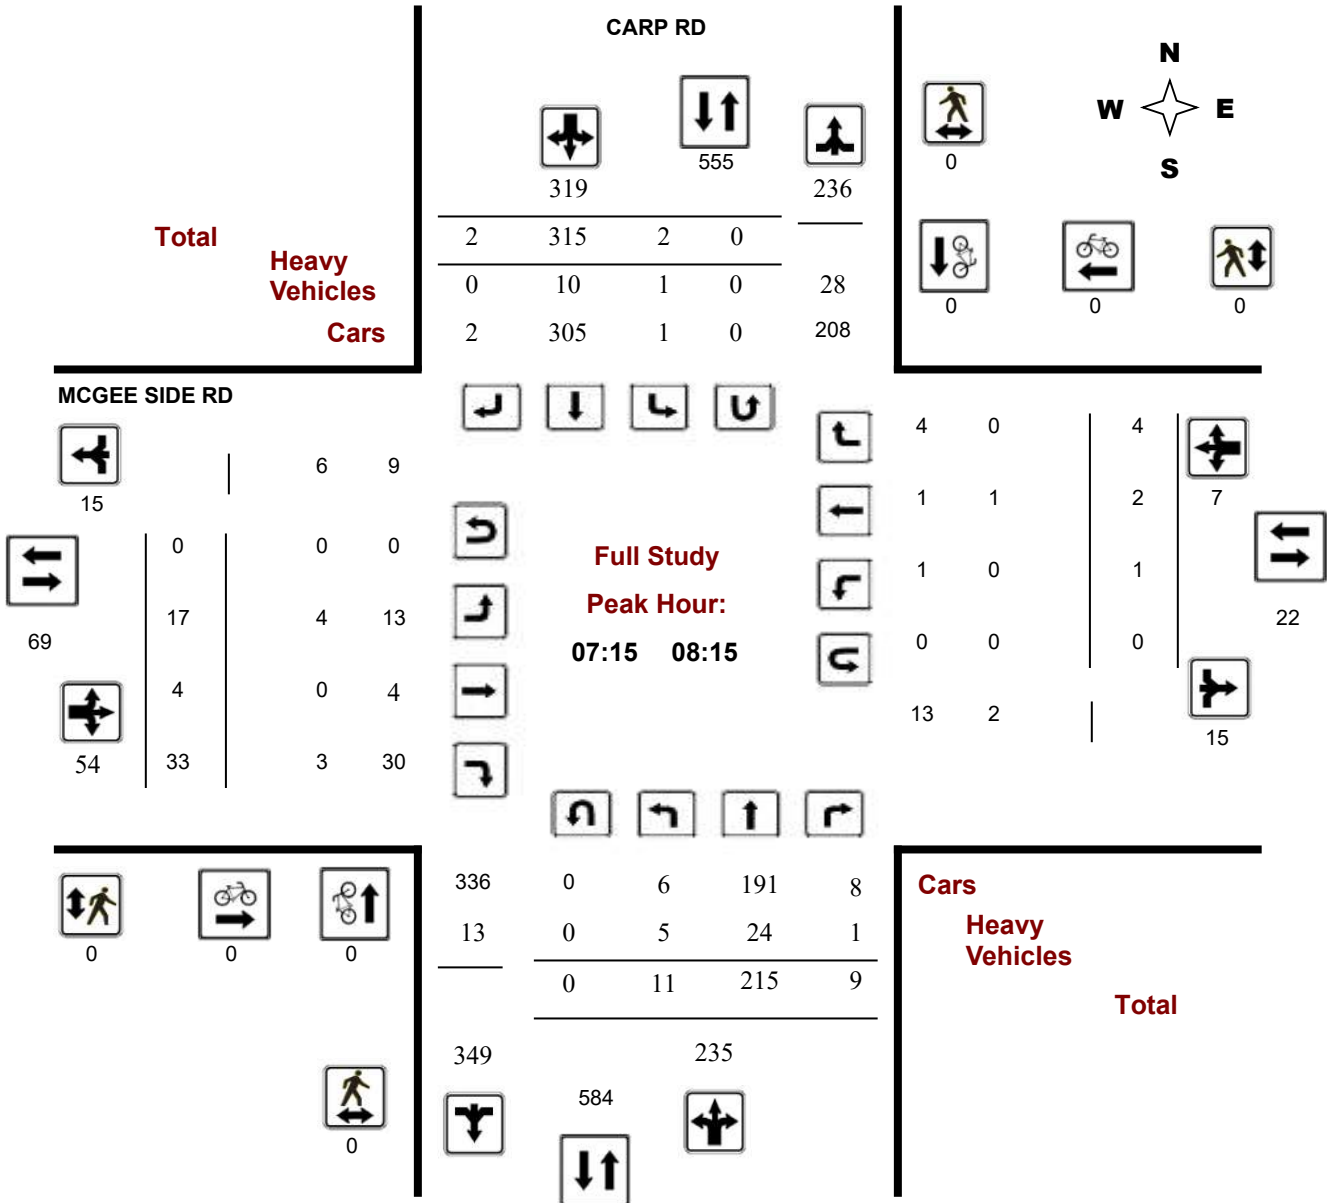 CARP RD
N
W E
S
555
0
319 236
Total 2 315 2 0
Heavy
Vehicles 0 10 1 0 28
Cars 2 305 1 0 208
0 0 0
MCGEE SIDE RD
4 0 4
6 9
15
1 1 2 7
0 0 0
Full Study
1 0 1
Peak Hour:
17 4 13
22
69
07:15 08:15
0 0 0
4 0 4
13 2
15
54 33 3 30
336 0 6 191 8 Cars
13 0 5 24 1 Heavy
Vehicles
0 0 0
0 11 215 9
Total
349 235
584
0